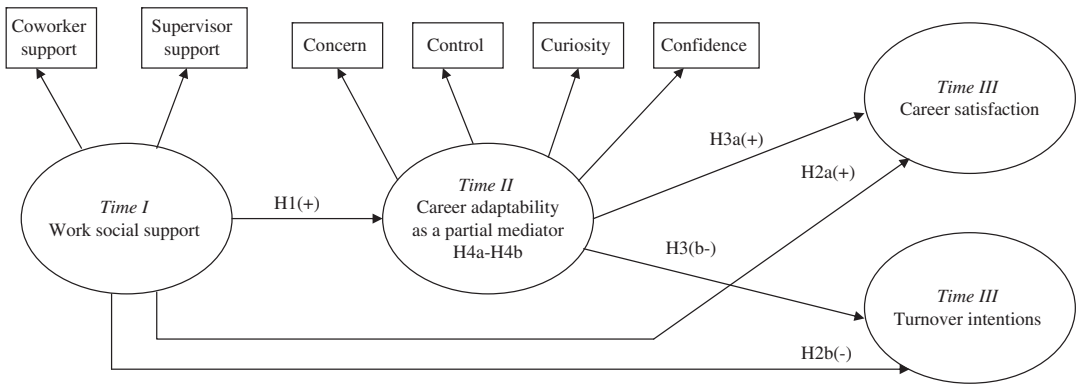 Coworker
support
Supervisor
support
Concern
Control
Curiosity
Confidence
Time III
Career satisfaction
H3a(+)
H2a(+)
Time I
Work social support
H1(+)
Time II
Career adaptability
as a partial mediator
H4a-H4b
H3(b-)
Time III
Turnover intentions
H2b(-)